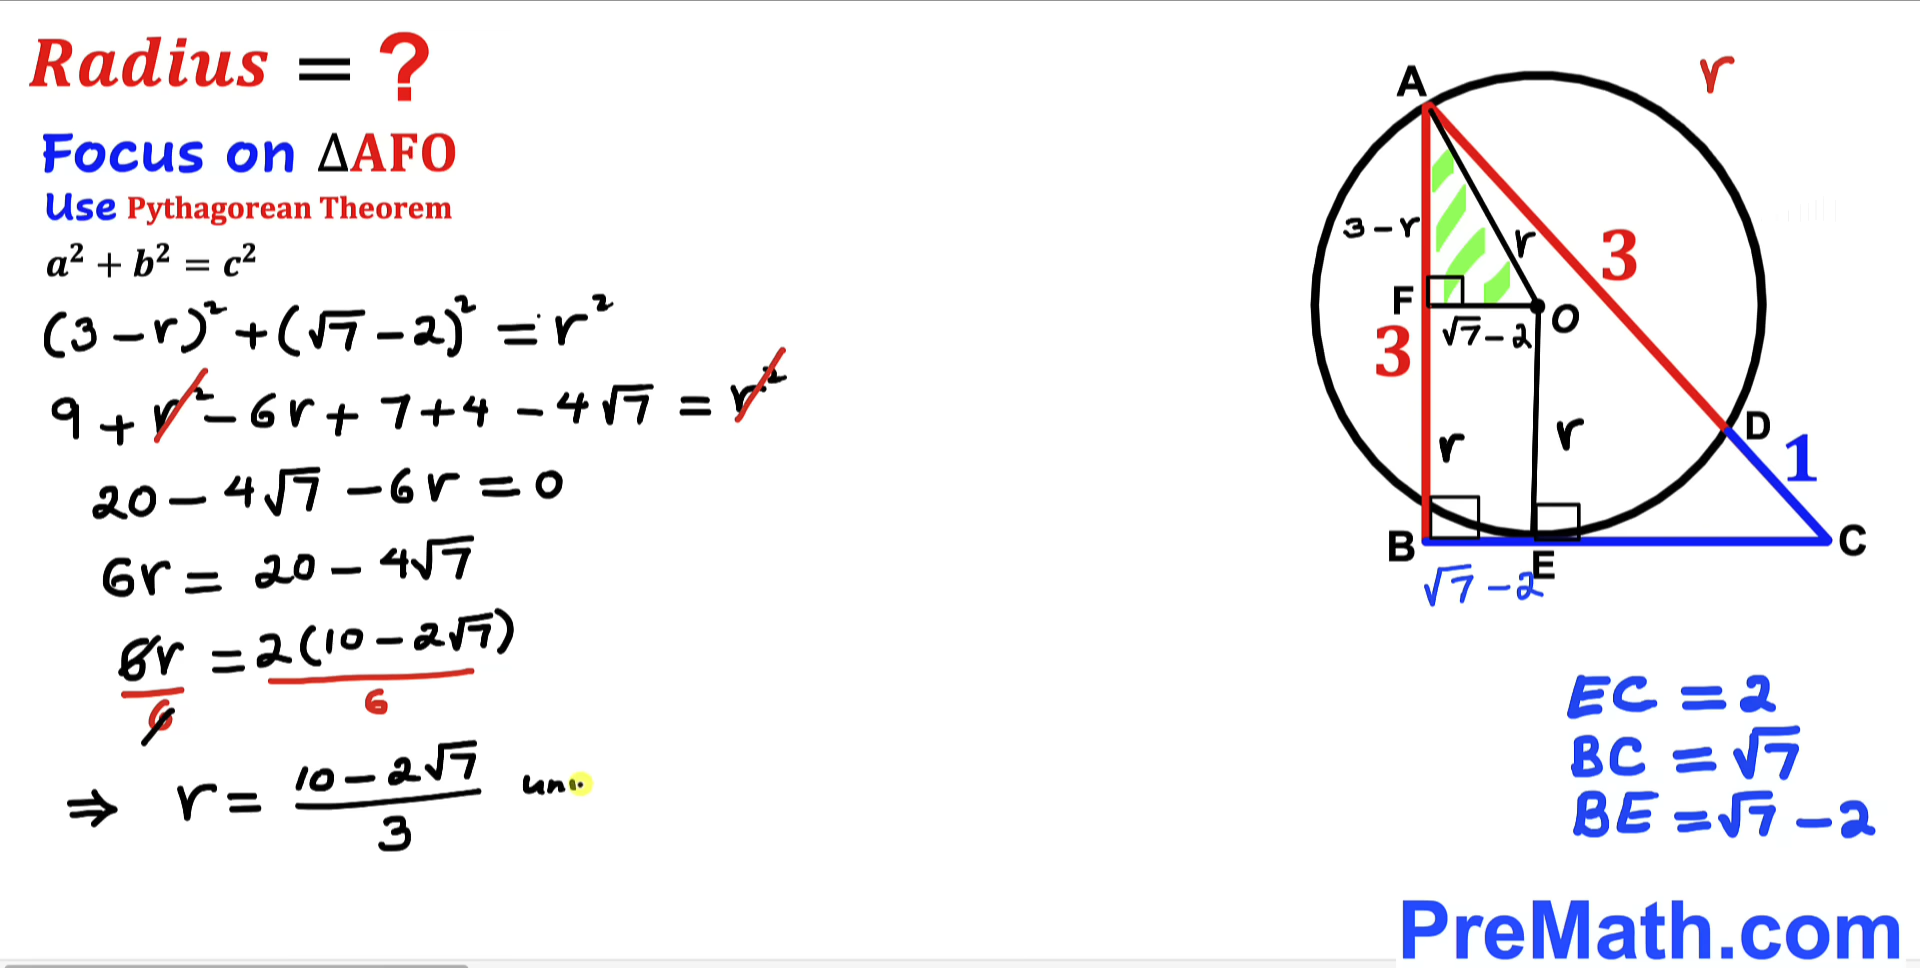 Radius = ?
Focus on ΔAFO
Use Pythagorean Theorem
a² + b² = c²
(3 – r)² + (√7 – 2)² = r²
9 + r² – 6r + 7 + 4 – 4√7 = r²
20 – 4√7 – 6r = 0
6r = 20 – 4√7
6r/6 = 2(10 – 2√7)/6
⇒ r = (10 – 2√7)/3 uni
r
A
3 – r
r
3
F
O
√7 – 2
3
r
r
D
1
B
E
C
√7 – 2
EC = 2
BC = √7
BE = √7 – 2
PreMath.com